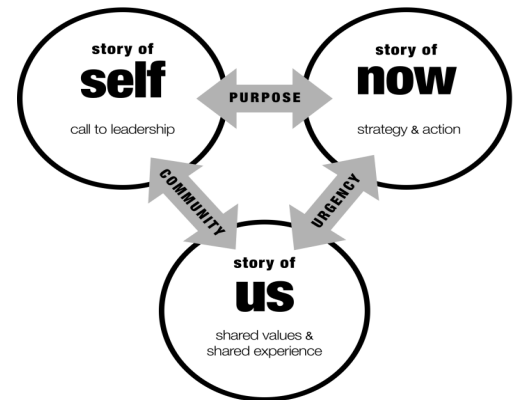 story of
self
call to leadership
PURPOSE
story of
now
strategy & action
COMMUNITY
URGENCY
story of
us
shared values &
shared experience